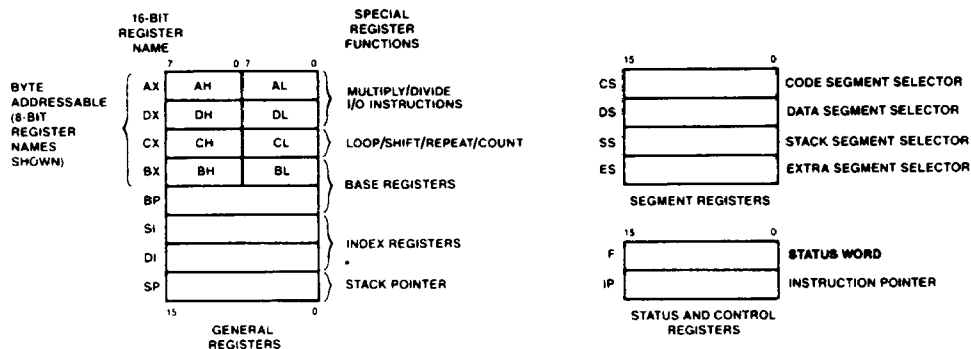 16-BIT
REGISTER
NAME
SPECIAL
REGISTER
FUNCTIONS
7 0 7 0
BYTE
ADDRESSABLE
(8-BIT
REGISTER
NAMES
SHOWN)
AX AH AL
DX DH DL
MULTIPLY/DIVIDE
I/O INSTRUCTIONS
CX CH CL LOOP/SHIFT/REPEAT/COUNT
BX BH BL
BP
BASE REGISTERS
SI
DI
INDEX REGISTERS
SP STACK POINTER
15 0
GENERAL
REGISTERS
15 0
CS CODE SEGMENT SELECTOR
DS DATA SEGMENT SELECTOR
SS STACK SEGMENT SELECTOR
ES EXTRA SEGMENT SELECTOR
SEGMENT REGISTERS
15 0
F STATUS WORD
IP INSTRUCTION POINTER
STATUS AND CONTROL
REGISTERS